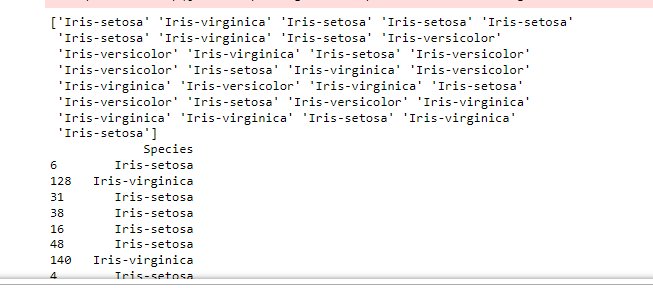 ['Iris-setosa' 'Iris-virginica' 'Iris-setosa' 'Iris-setosa' 'Iris-setosa'
'Iris-setosa' 'Iris-virginica' 'Iris-setosa' 'Iris-versicolor'
'Iris-versicolor' 'Iris-virginica' 'Iris-setosa' 'Iris-versicolor'
'Iris-versicolor' 'Iris-setosa' 'Iris-virginica' 'Iris-versicolor'
'Iris-virginica' 'Iris-versicolor' 'Iris-virginica' 'Iris-setosa'
'Iris-versicolor' 'Iris-setosa' 'Iris-versicolor' 'Iris-virginica'
'Iris-virginica' 'Iris-virginica' 'Iris-setosa' 'Iris-virginica'
'Iris-setosa']
Species
6 Iris-setosa
128 Iris-virginica
31 Iris-setosa
38 Iris-setosa
16 Iris-setosa
48 Iris-setosa
140 Iris-virginica
4 Iris-setosa